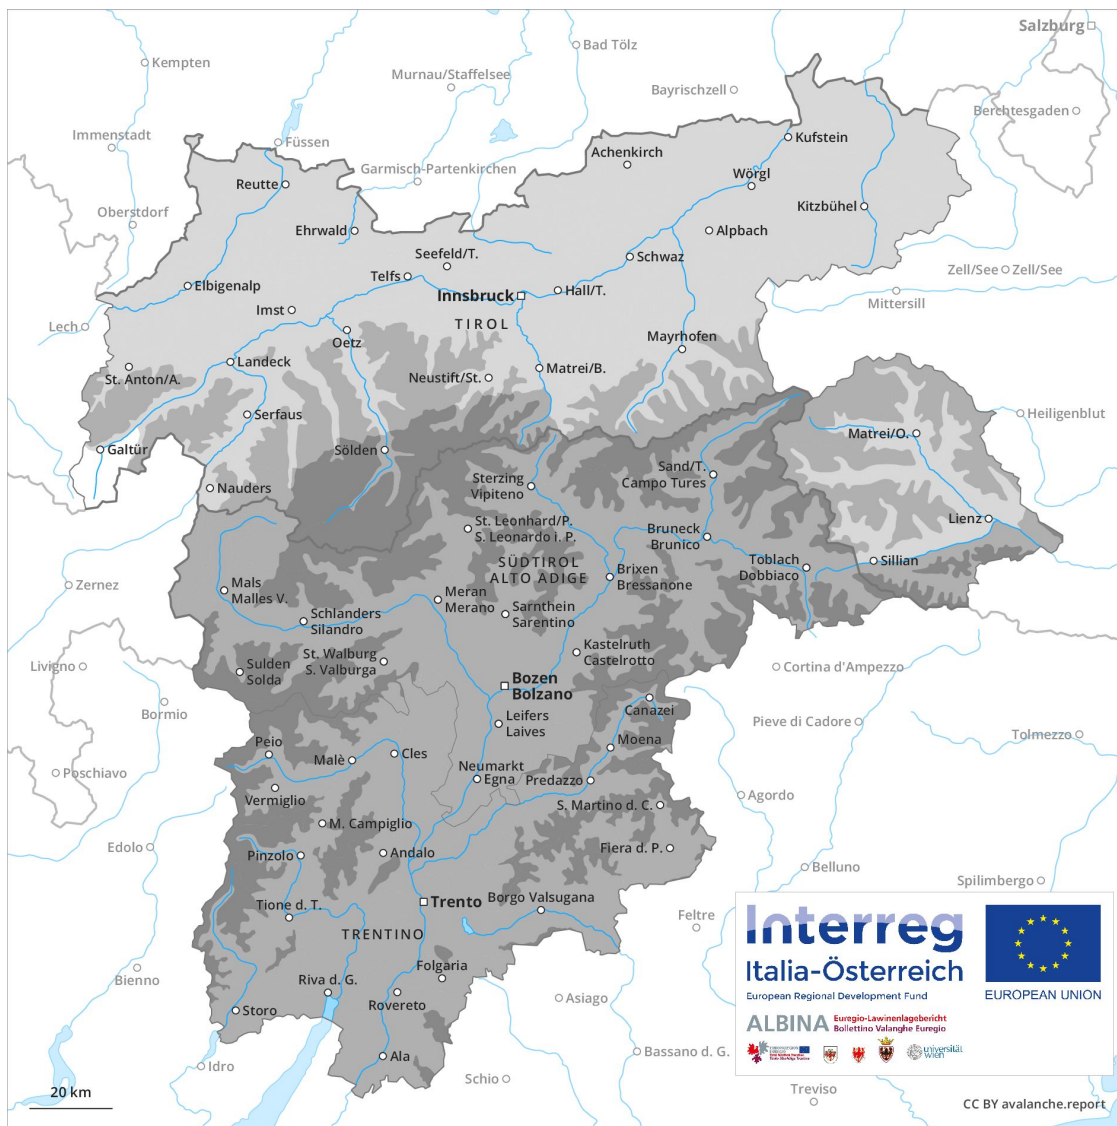 Salzburg
Bad Tölz
Kempten
Murnau/Staffelsee
Bayrischzell
Berchtesgaden
Immenstadt
Füssen
Kufstein
Achenkirch
Garmisch-Partenkirchen
Wörgl
Reutte
Kitzbühel
Oberstdorf
Ehrwald
Alpbach
Seefeld/T.
Schwaz
Zell/See
Zell/See
Telfs
Elbigenalp
Hall/T.
Innsbruck
Mittersill
Imst
TIROL
Lech
Oetz
Mayrhofen
Landeck
Matrei/B.
St. Anton/A.
Neustift/St.
Serfaus
Heiligenblut
Matrei/O.
Galtür
Sölden
Sand/T.
Campo Tures
Sterzing
Vipiteno
Nauders
Lienz
St. Leonhard/P.
S. Leonardo i. P.
Bruneck
Brunico
SÜDTIROL
ALTO ADIGE
Toblach
Dobbiaco
Sillian
Brixen
Bressanone
Zernez
Mals
Malles V.
Meran
Merano
Schlanders
Silandro
Sarnthein
Sarentino
Kastelruth
Castelrotto
St. Walburg
S. Valburga
Livigno
Sulden
Solda
Cortina d'Ampezzo
Bozen
Bolzano
Bormio
Canazei
Leifers
Laives
Pieve di Cadore
Tolmezzo
Peio
Moena
Malè
Cles
Poschiavo
Neumarkt
Egna
Predazzo
Vermiglio
Agordo
S. Martino d. C.
M. Campiglio
Edolo
Fiera d. P.
Pinzolo
Andalo
Belluno
Spilimbergo
Borgo Valsugana
Tione d. T.
Trento
Feltre
TRENTINO
Interreg
Italia-Österreich
European Regional Development Fund
EUROPEAN UNION
Folgaria
Bienno
Riva d. G.
Rovereto
Asiago
Storo
ALBINA
Euregio-Lawinenlagebericht
Bollettino Valanghe Euregio
universität
wien
Ala
Bassano d. G.
Idro
Schio
Treviso
20 km
CC BY avalanche.report